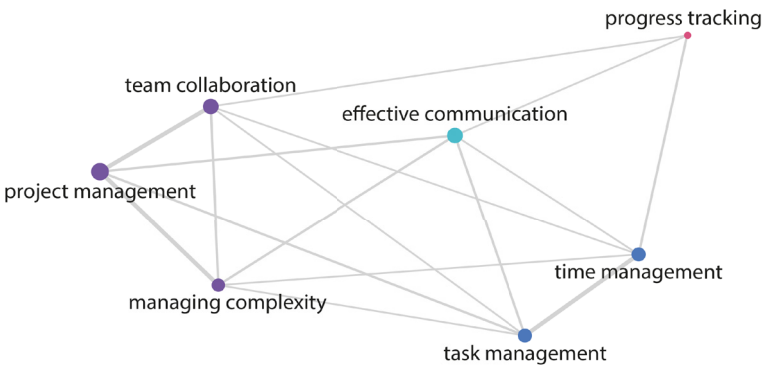 progress tracking
team collaboration
effective communication
project management
time management
managing complexity
task management